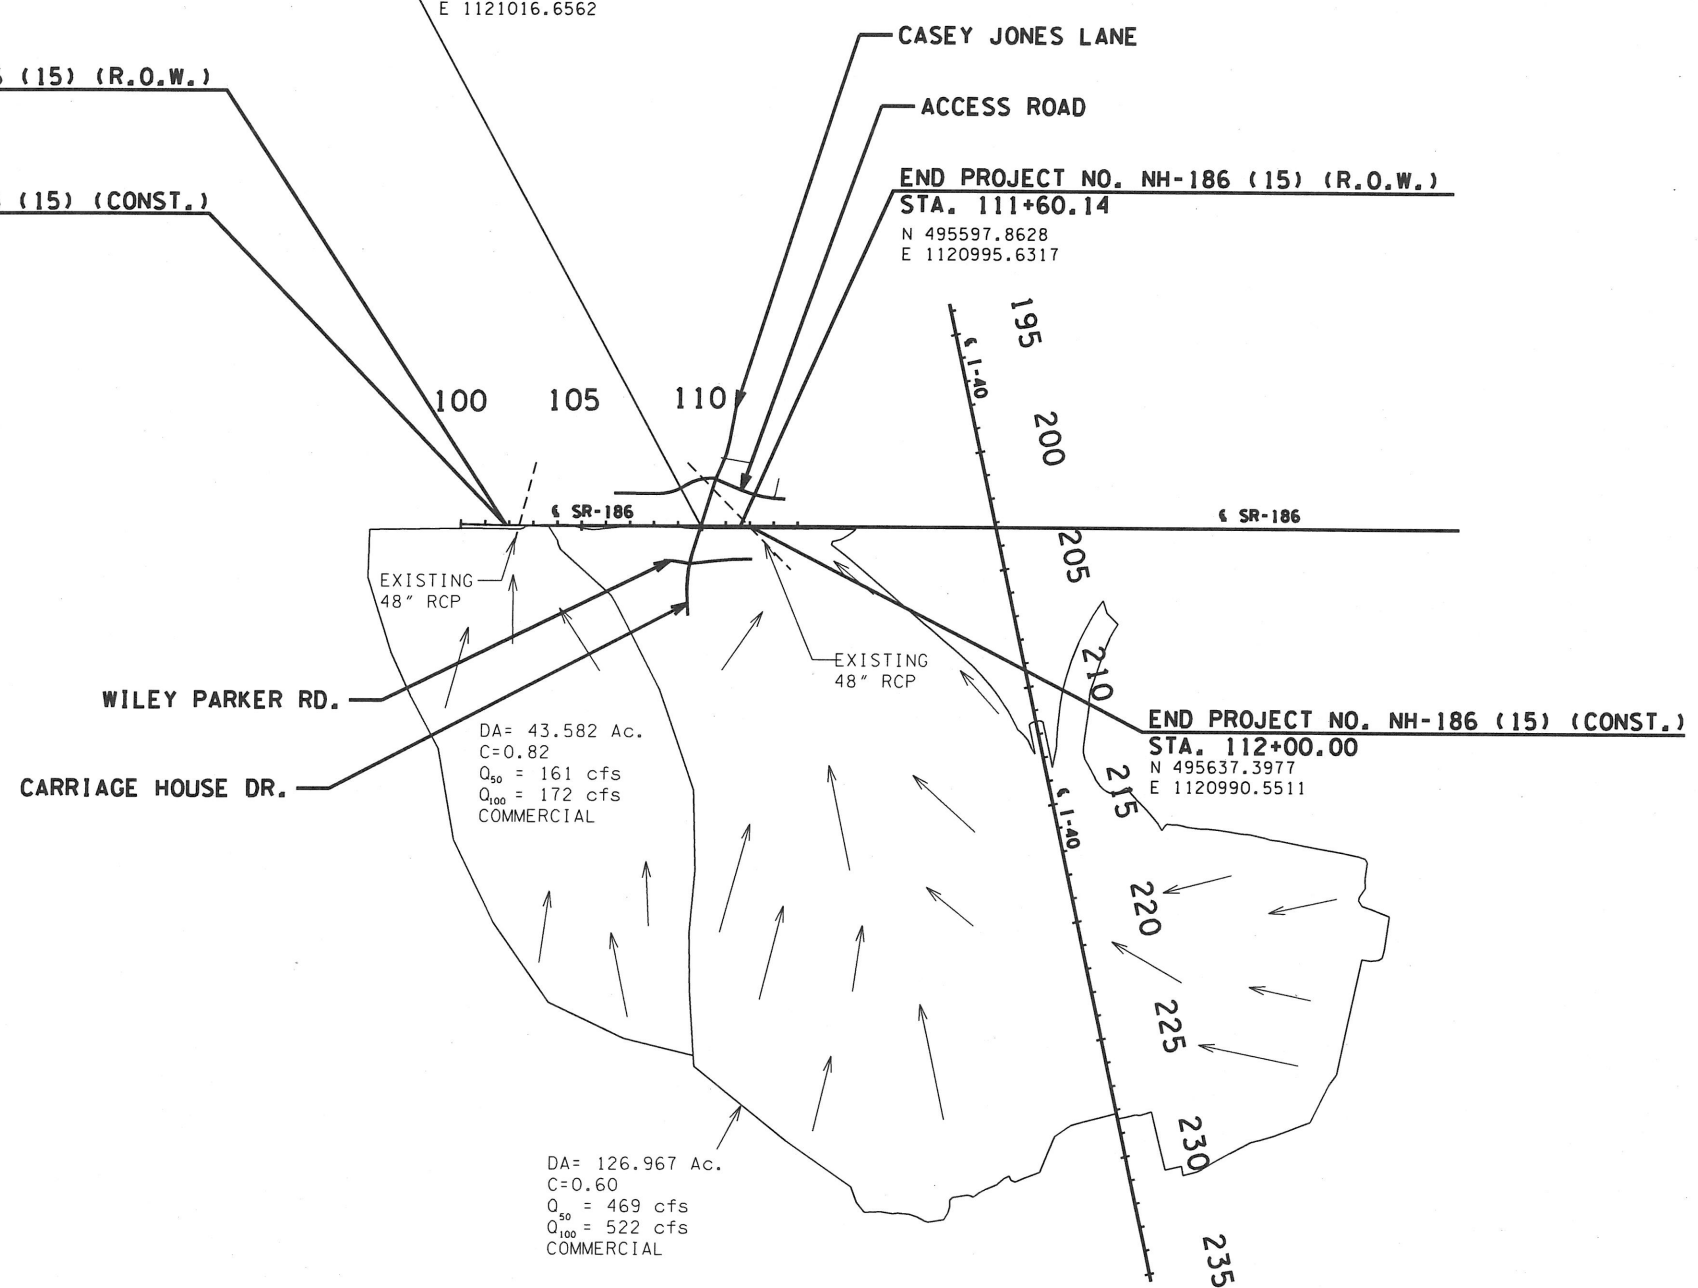 E 1121016.6562
CASEY JONES LANE
(15) (R.O.W.)
ACCESS ROAD
END PROJECT NO. NH-186 (15) (R.O.W.)
STA. 111+60.14
N 495597.8628
E 1120995.6317
(15) (CONST.)
195
℄ I-40
100
105
110
200
℄ SR-186
℄ SR-186
205
EXISTING
48" RCP
EXISTING
48" RCP
210
WILEY PARKER RD.
END PROJECT NO. NH-186 (15) (CONST.)
STA. 112+00.00
N 495637.3977
E 1120990.5511
DA= 43.582 Ac.
C=0.82
Q50 = 161 cfs
Q100 = 172 cfs
COMMERCIAL
CARRIAGE HOUSE DR.
215
℄ I-40
220
225
230
DA= 126.967 Ac.
C=0.60
Q50 = 469 cfs
Q100 = 522 cfs
COMMERCIAL
235